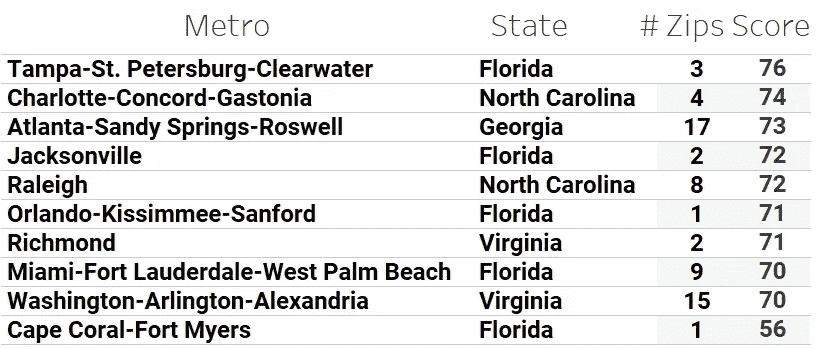 Metro State # Zips Score
Tampa-St. Petersburg-Clearwater Florida 3 76
Charlotte-Concord-Gastonia North Carolina 4 74
Atlanta-Sandy Springs-Roswell Georgia 17 73
Jacksonville Florida 2 72
Raleigh North Carolina 8 72
Orlando-Kissimmee-Sanford Florida 1 71
Richmond Virginia 2 71
Miami-Fort Lauderdale-West Palm Beach Florida 9 70
Washington-Arlington-Alexandria Virginia 15 70
Cape Coral-Fort Myers Florida 1 56